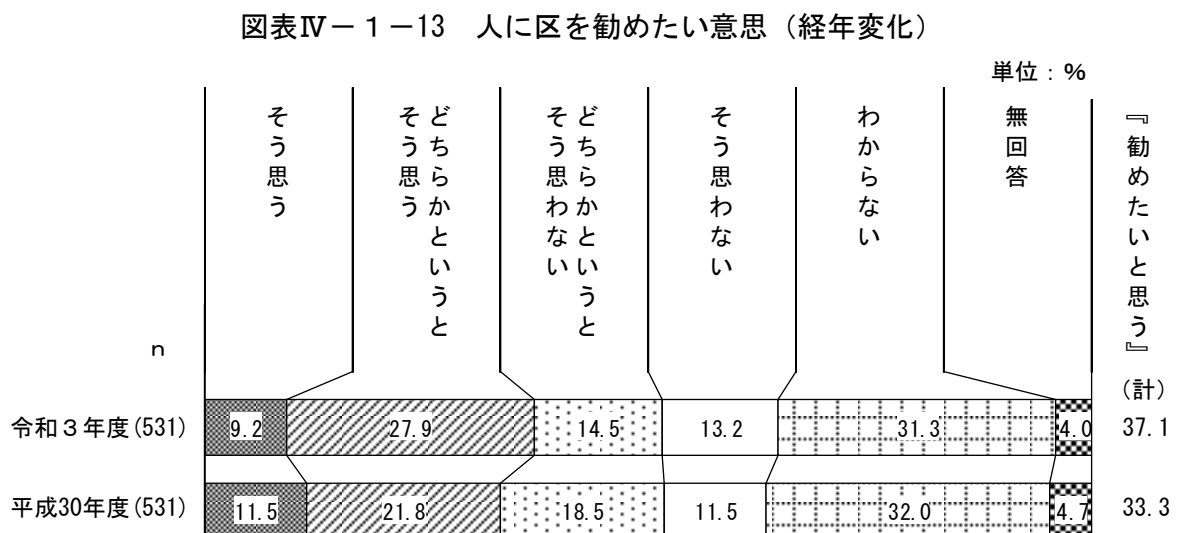 図表Ⅳ－１－13　人に区を勧めたい意思（経年変化）
単位：％
そう思う
どちらかというと
そう思う
どちらかというと
そう思わない
そう思わない
わからない
無回答
『勧めたいと思う』
（計）
ｎ
令和３年度(531) 9.2 27.9 14.5 13.2 31.3 4.0 37.1
平成30年度(531) 11.5 21.8 18.5 11.5 32.0 4.7 33.3